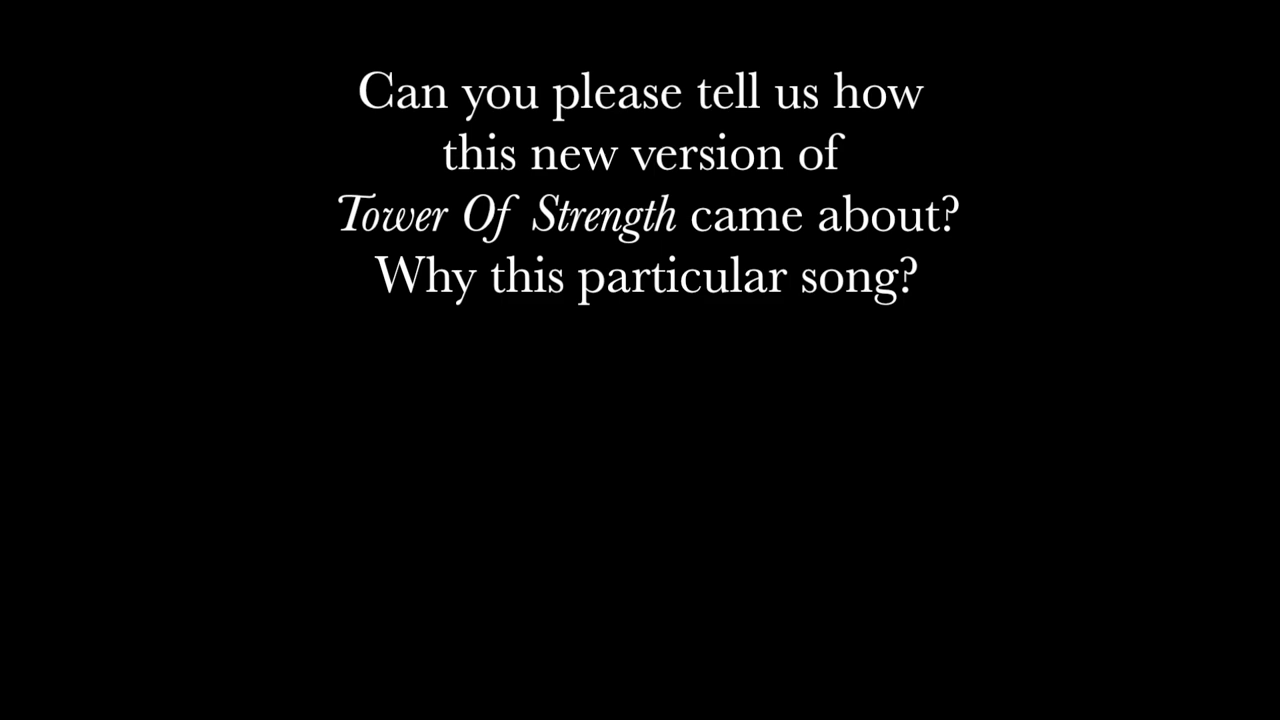 Can you please tell us how
this new version of
Tower Of Strength came about?
Why this particular song?